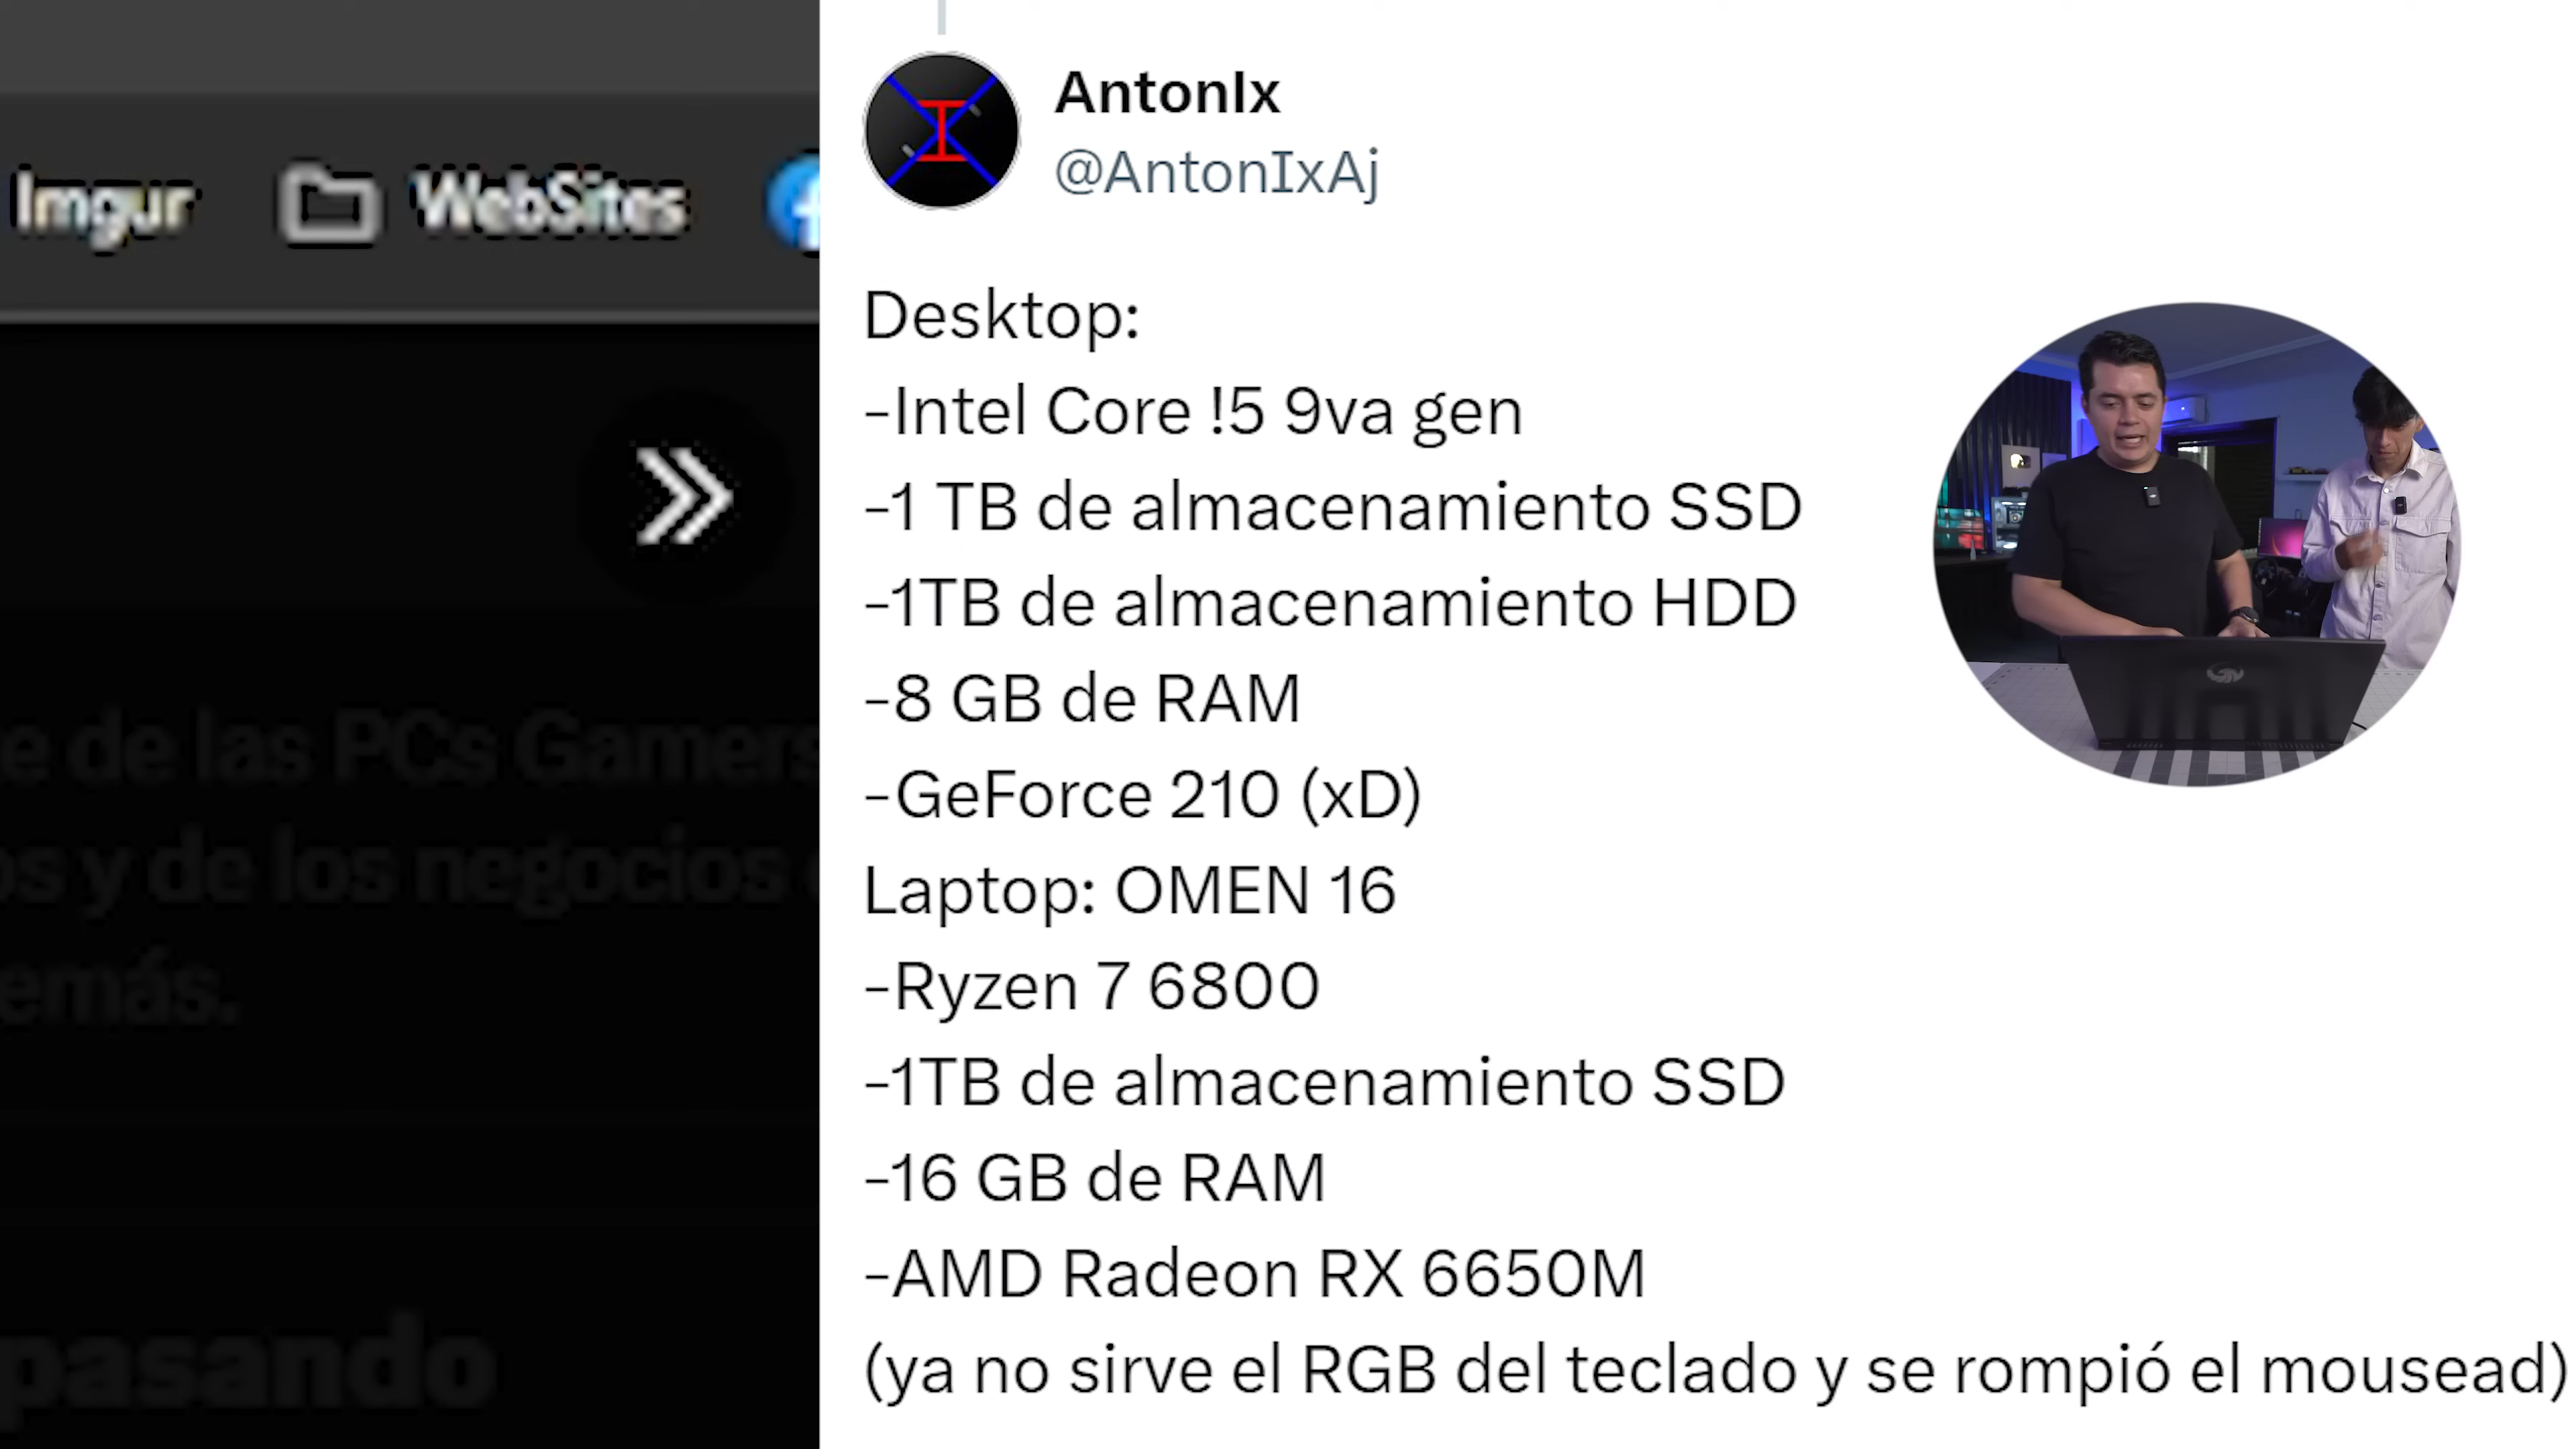 Imgur
WebSites
e de las PCs Gamers
os y de los negocios
emás.
pasando
AntonIx
@AntonIxAj
Desktop:
-Intel Core !5 9va gen
-1 TB de almacenamiento SSD
-1TB de almacenamiento HDD
-8 GB de RAM
-GeForce 210 (xD)
Laptop: OMEN 16
-Ryzen 7 6800
-1TB de almacenamiento SSD
-16 GB de RAM
-AMD Radeon RX 6650M
(ya no sirve el RGB del teclado y se rompió el mousead)